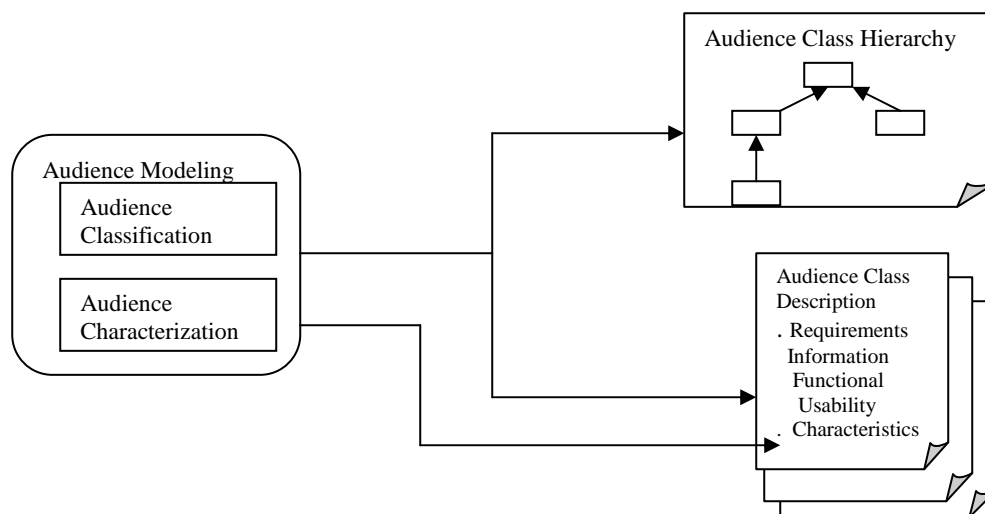 Audience Modeling
Audience
Classification
Audience
Characterization
Audience Class Hierarchy
Audience Class
Description
. Requirements
Information
Functional
Usability
. Characteristics